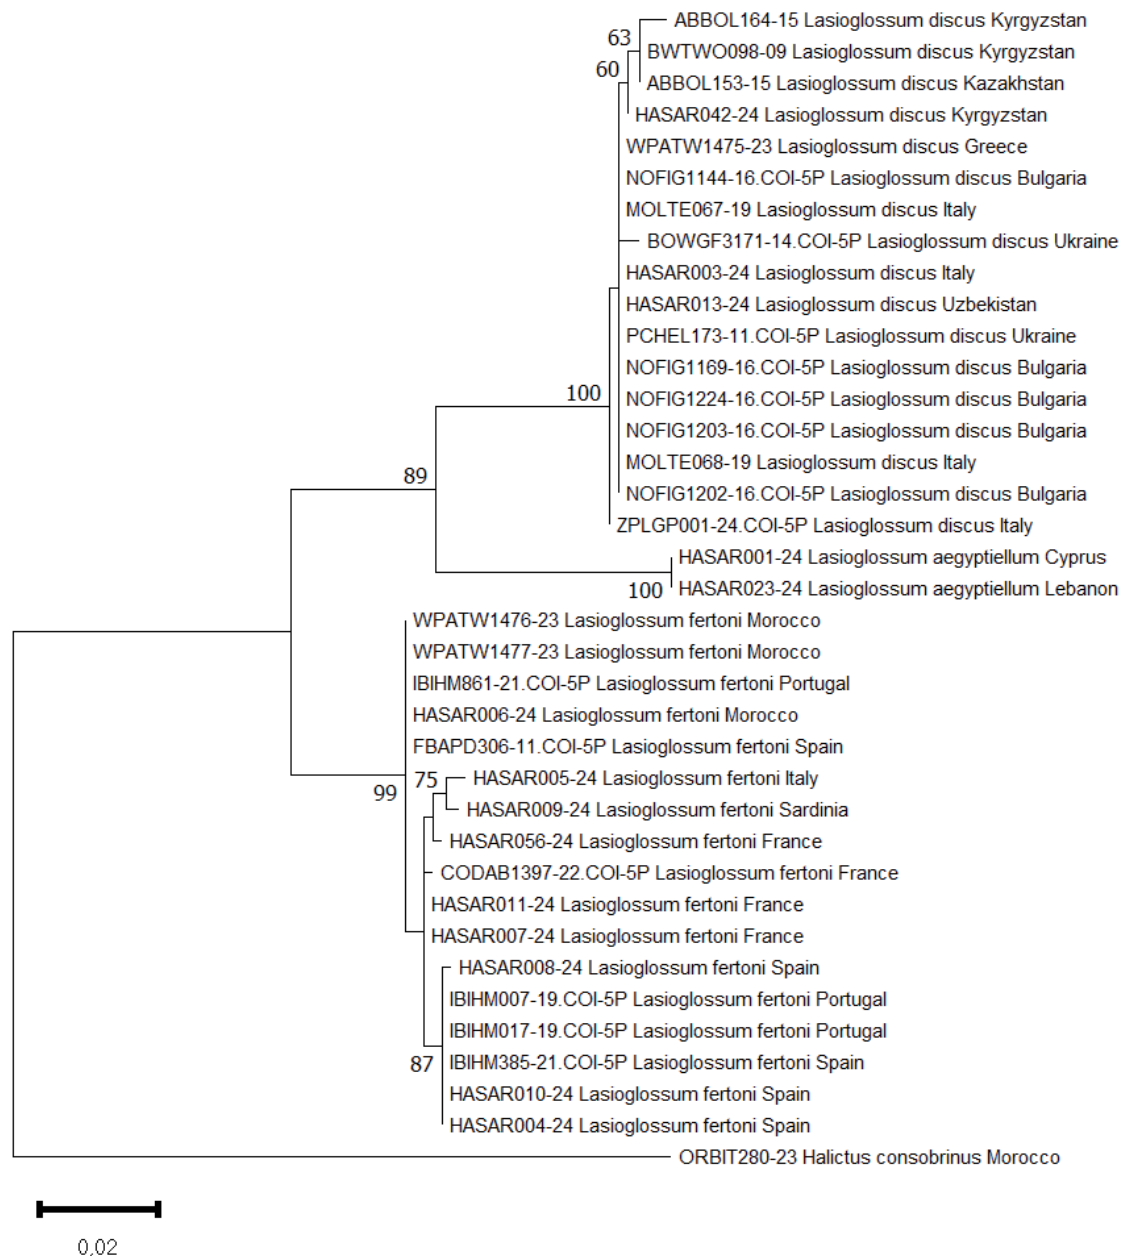 ABBOL164-15 Lasioglossum discus Kyrgyzstan
63
BWTWO098-09 Lasioglossum discus Kyrgyzstan
60
ABBOL153-15 Lasioglossum discus Kazakhstan
HASAR042-24 Lasioglossum discus Kyrgyzstan
WPATW1475-23 Lasioglossum discus Greece
NOFIG1144-16.COI-5P Lasioglossum discus Bulgaria
MOLTE067-19 Lasioglossum discus Italy
BOWGF3171-14.COI-5P Lasioglossum discus Ukraine
HASAR003-24 Lasioglossum discus Italy
HASAR013-24 Lasioglossum discus Uzbekistan
PCHEL173-11.COI-5P Lasioglossum discus Ukraine
NOFIG1169-16.COI-5P Lasioglossum discus Bulgaria
100
NOFIG1224-16.COI-5P Lasioglossum discus Bulgaria
NOFIG1203-16.COI-5P Lasioglossum discus Bulgaria
MOLTE068-19 Lasioglossum discus Italy
89
NOFIG1202-16.COI-5P Lasioglossum discus Bulgaria
ZPLGP001-24.COI-5P Lasioglossum discus Italy
HASAR001-24 Lasioglossum aegyptiellum Cyprus
100
HASAR023-24 Lasioglossum aegyptiellum Lebanon
WPATW1476-23 Lasioglossum fertoni Morocco
WPATW1477-23 Lasioglossum fertoni Morocco
IBIHM861-21.COI-5P Lasioglossum fertoni Portugal
HASAR006-24 Lasioglossum fertoni Morocco
FBAPD306-11.COI-5P Lasioglossum fertoni Spain
75
HASAR005-24 Lasioglossum fertoni Italy
99
HASAR009-24 Lasioglossum fertoni Sardinia
HASAR056-24 Lasioglossum fertoni France
CODAB1397-22.COI-5P Lasioglossum fertoni France
HASAR011-24 Lasioglossum fertoni France
HASAR007-24 Lasioglossum fertoni France
HASAR008-24 Lasioglossum fertoni Spain
IBIHM007-19.COI-5P Lasioglossum fertoni Portugal
IBIHM017-19.COI-5P Lasioglossum fertoni Portugal
87
IBIHM385-21.COI-5P Lasioglossum fertoni Spain
HASAR010-24 Lasioglossum fertoni Spain
HASAR004-24 Lasioglossum fertoni Spain
ORBIT280-23 Halictus consobrinus Morocco
0,02